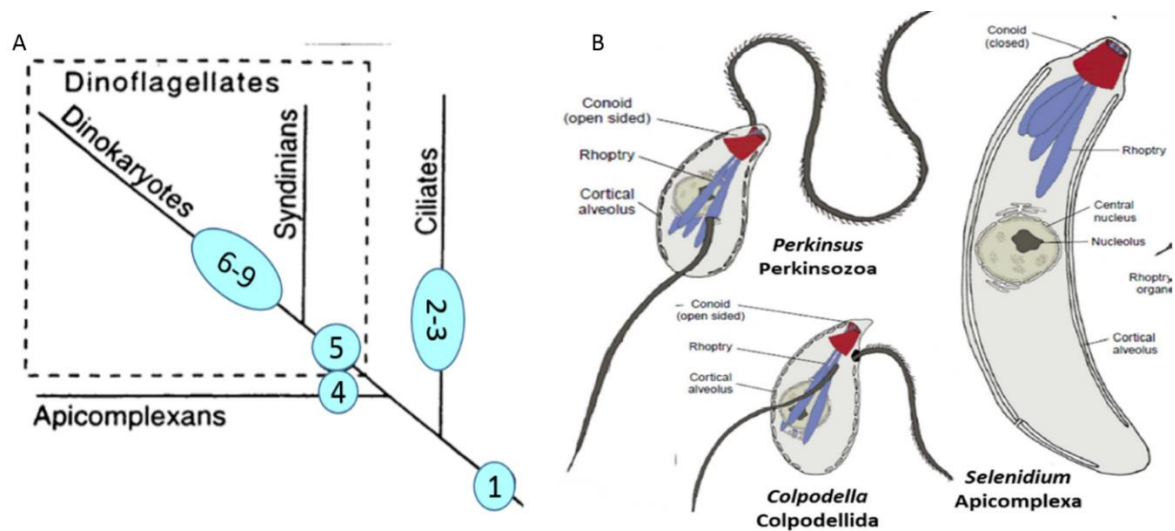 A
Dinoflagellates
Dinokaryotes
Syndinians
Ciliates
6-9
2-3
5
4
Apicomplexans
1
B
Conoid
(open sided)
Rhoptry
Cortical
alveolus
Perkinsus
Perkinsozoa
Conoid
(open sided)
Rhoptry
Cortical
alveolus
Colpodella
Colpodellida
Conoid
(closed)
Rhoptry
Central
nucleus
Nucleolus
Rhoptry
organe
Cortical
alveolus
Selenidium
Apicomplexa